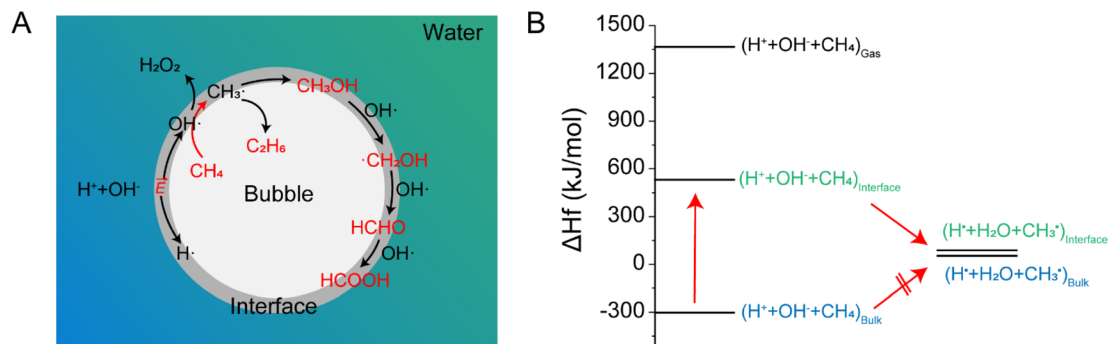 A
Water
H₂O₂
CH₃·
CH₃OH
OH·
OH·
C₂H₆
CH₄
·CH₂OH
H⁺+OH⁻
E
Bubble
OH·
HCHO
H·
OH·
HCOOH
Interface
B
ΔHf (kJ/mol)
1500
1200
900
600
300
0
-300
(H⁺+OH⁻+CH₄)Gas
(H⁺+OH⁻+CH₄)Interface
(H•+H₂O+CH₃•)Interface
(H•+H₂O+CH₃•)Bulk
(H⁺+OH⁻+CH₄)Bulk